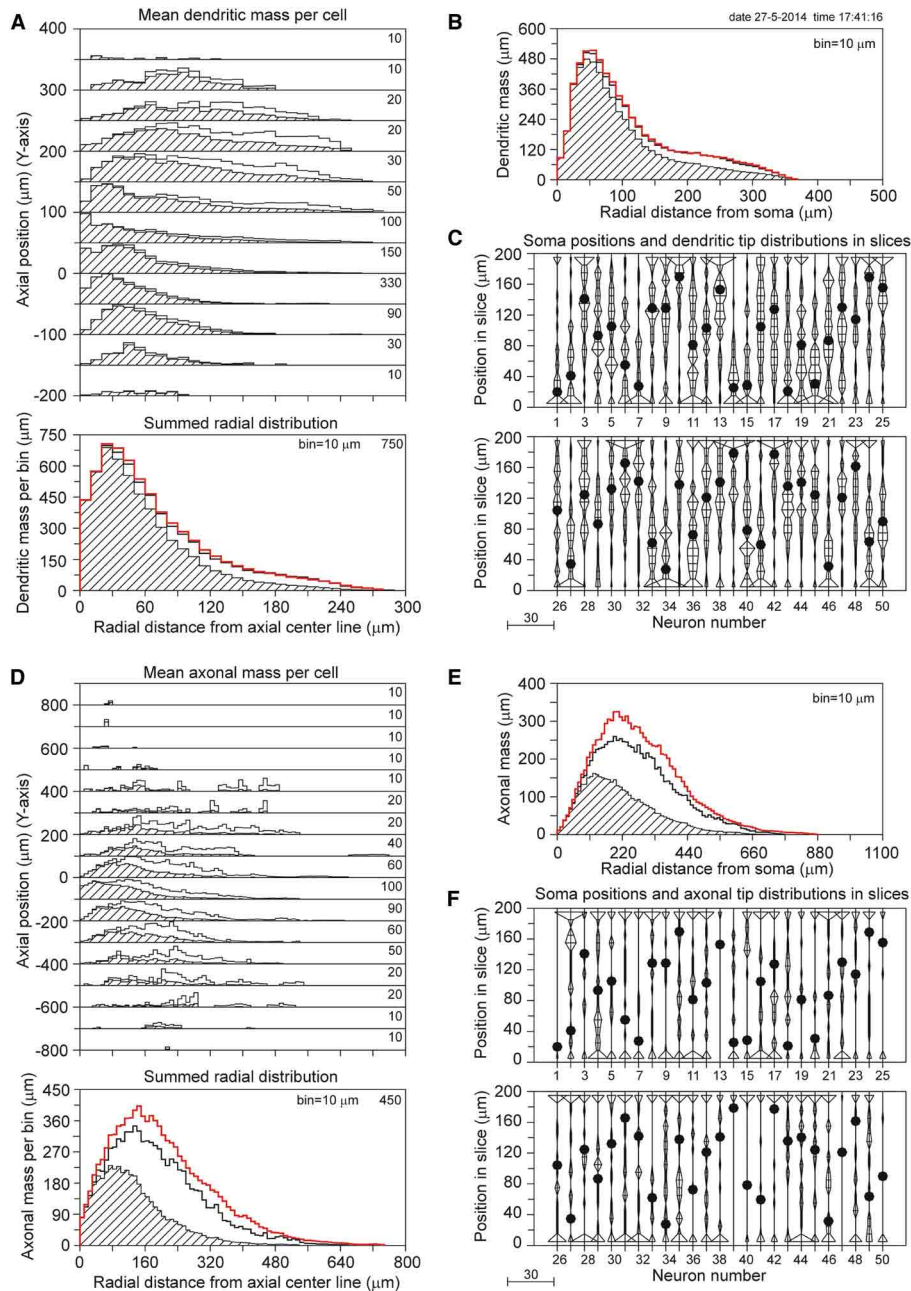 A
Mean dendritic mass per cell
400
300
200
100
0
-100
-200
Axial position (μm) (Y-axis)
10
10
20
20
30
50
100
150
330
90
30
10
Summed radial distribution
bin=10 μm 750
750
600
450
300
150
0
Dendritic mass per bin (μm)
0 60 120 180 240 300
Radial distance from axial center line (μm)
B
date 27-5-2014 time 17:41:16
bin=10 μm
600
480
360
240
120
0
Dendritic mass (μm)
0 100 200 300 400 500
Radial distance from soma (μm)
C
Soma positions and dendritic tip distributions in slices
200
160
120
80
40
0
Position in slice (μm)
1 3 5 7 9 11 13 15 17 19 21 23 25
200
160
120
80
40
0
Position in slice (μm)
26 28 30 32 34 36 38 40 42 44 46 48 50
30
Neuron number
D
Mean axonal mass per cell
800
600
400
200
0
-200
-400
-600
-800
Axial position (μm) (Y-axis)
10
10
10
10
10
20
20
40
60
100
90
60
50
20
20
10
10
Summed radial distribution
bin=10 μm 450
450
360
270
180
90
0
Axonal mass per bin (μm)
0 160 320 480 640 800
Radial distance from axial center line (μm)
E
bin=10 μm
400
300
200
100
0
Axonal mass (μm)
0 220 440 660 880 1100
Radial distance from soma (μm)
F
Soma positions and axonal tip distributions in slices
200
160
120
80
40
0
Position in slice (μm)
1 3 5 7 9 11 13 15 17 19 21 23 25
200
160
120
80
40
0
Position in slice (μm)
26 28 30 32 34 36 38 40 42 44 46 48 50
30
Neuron number